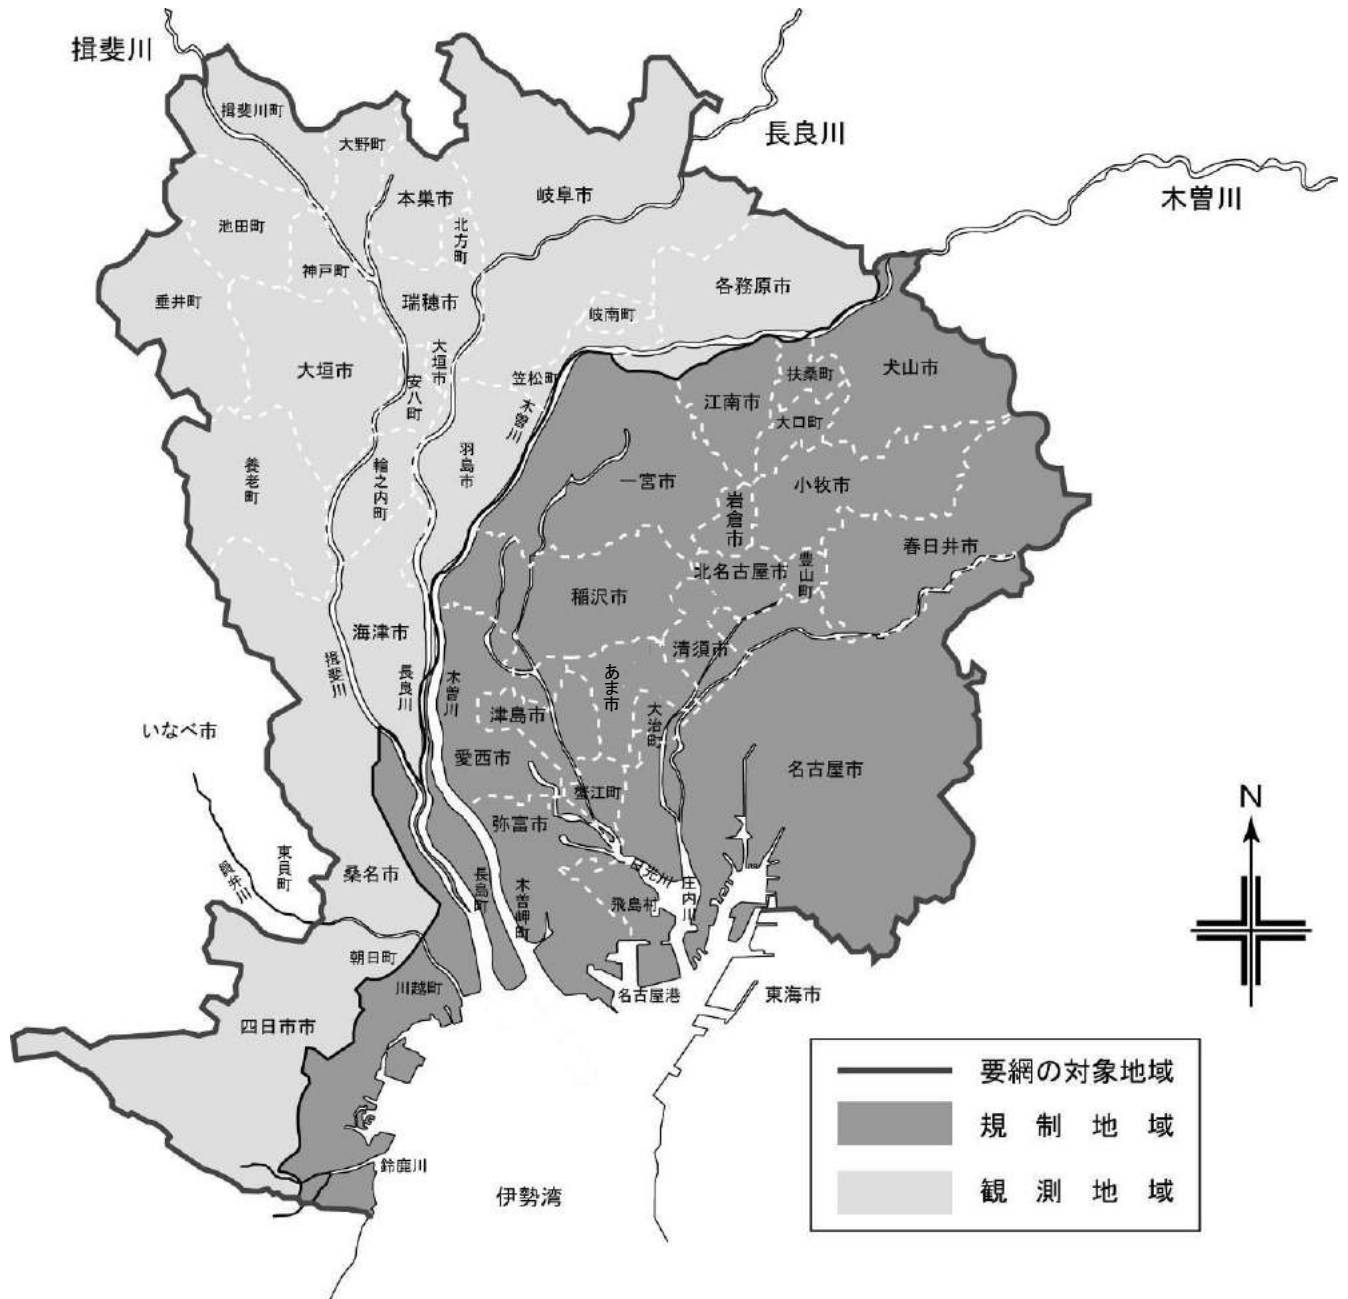 揖斐川
長良川
木曽川
揖斐川町
大野町
本巣市
岐阜市
北方町
池田町
神戸町
垂井町
瑞穂市
各務原市
岐南町
大垣市
大垣市
安八町
笠松町
木曽川
扶桑町
犬山市
江南市
大口町
養老町
輪之内町
羽島市
一宮市
小牧市
岩倉市
春日井市
北名古屋市
豊山町
稲沢市
海津市
清須市
揖斐川
長良川
木曽川
あま市
津島市
大治町
いなべ市
愛西市
名古屋市
蟹江町
弥富市
東員町
員弁川
桑名市
長島町
木曽岬町
日光川
庄内川
飛島村
朝日町
川越町
名古屋港
東海市
四日市市
鈴鹿川
伊勢湾
N
要綱の対象地域
規制地域
観測地域